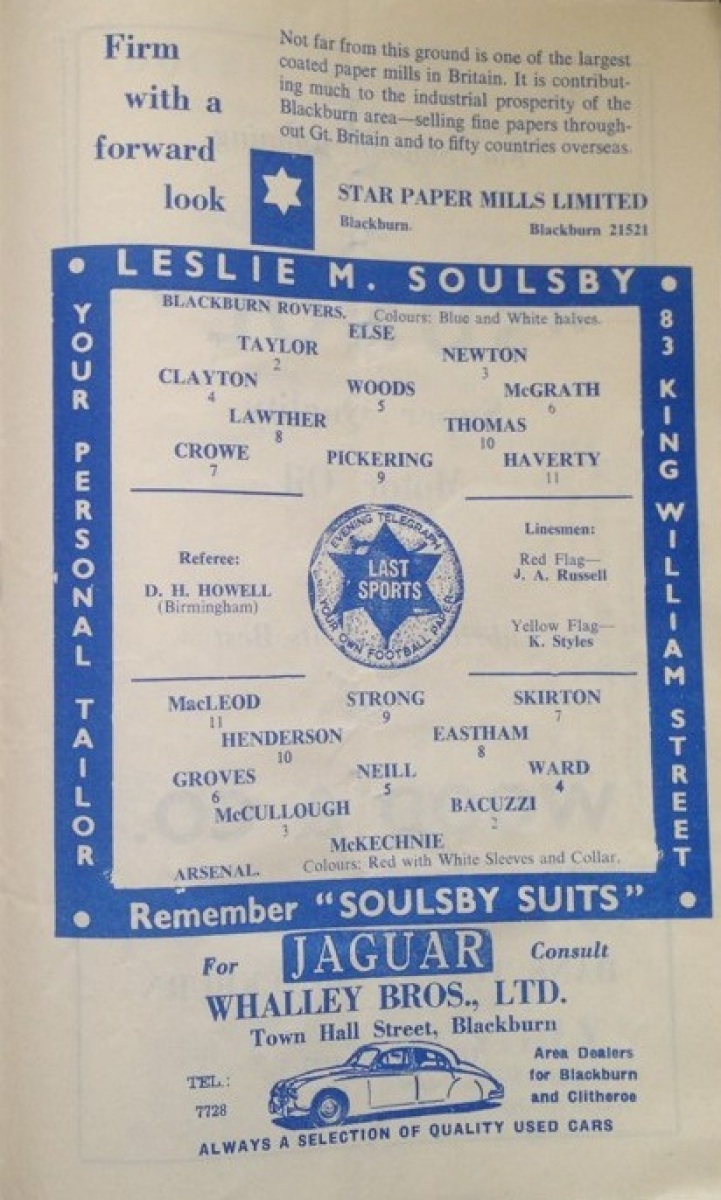 Firm
with a
forward
look
Not far from this ground is one of the largest
coated paper mills in Britain. It is contribut-
ing much to the industrial prosperity of the
Blackburn area—selling fine papers through-
out Gt. Britain and to fifty countries overseas.
STAR PAPER MILLS LIMITED
Blackburn. Blackburn 21521
• LESLIE M. SOULSBY •
YOUR PERSONAL TAILOR
83 KING WILLIAM STREET
BLACKBURN ROVERS. Colours: Blue and White halves.
ELSE
TAYLOR NEWTON
2 3
CLAYTON WOODS McGRATH
4 5 6
LAWTHER THOMAS
8 10
CROWE PICKERING HAVERTY
7 9 11
Referee:
D. H. HOWELL
(Birmingham)
EVENING TELEGRAPH
LAST
SPORTS
YOUR OWN FOOTBALL PAPER
Linesmen:
Red Flag—
J. A. Russell
Yellow Flag—
K. Styles
MacLEOD STRONG SKIRTON
11 9 7
HENDERSON EASTHAM
10 8
GROVES NEILL WARD
6 5 4
McCULLOUGH BACUZZI
3 2
McKECHNIE
ARSENAL. Colours: Red with White Sleeves and Collar.
• Remember "SOULSBY SUITS" •
For JAGUAR Consult
WHALLEY BROS., LTD.
Town Hall Street, Blackburn
TEL.:
7728
Area Dealers
for Blackburn
and Clitheroe
ALWAYS A SELECTION OF QUALITY USED CARS